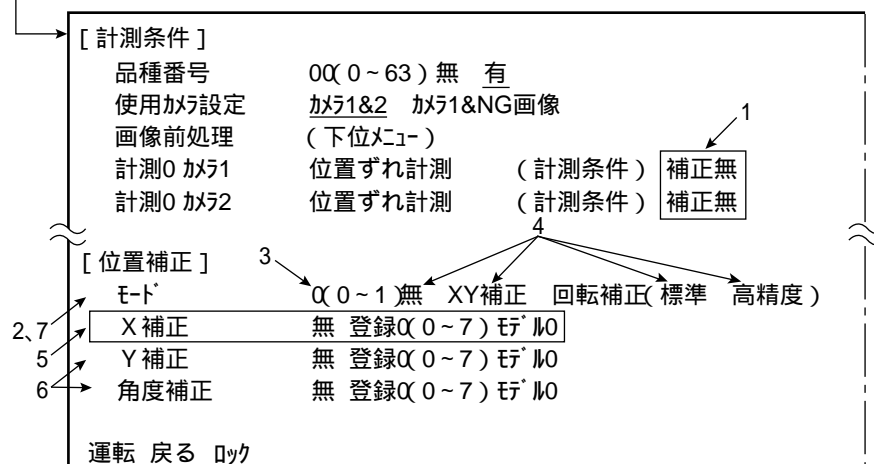 [ 計測条件 ]
品種番号 00( 0 ~ 63 ) 無 有
使用ｶﾒﾗ設定 ｶﾒﾗ1&2 ｶﾒﾗ1&NG画像
画像前処理 ( 下位ﾒﾆｭｰ )
1
計測0 ｶﾒﾗ1 位置ずれ計測 ( 計測条件 ) 補正無
計測0 ｶﾒﾗ2 位置ずれ計測 ( 計測条件 ) 補正無
4
[ 位置補正 ] 3
ﾓｰﾄﾞ 0( 0 ~ 1 )無 XY補正 回転補正( 標準 高精度 )
2、7
X 補正 無 登録0( 0 ~ 7 ) ﾓﾃﾞﾙ0
5
Y 補正 無 登録0( 0 ~ 7 ) ﾓﾃﾞﾙ0
6
角度補正 無 登録0( 0 ~ 7 ) ﾓﾃﾞﾙ0
運転 戻る ﾛｯｸ